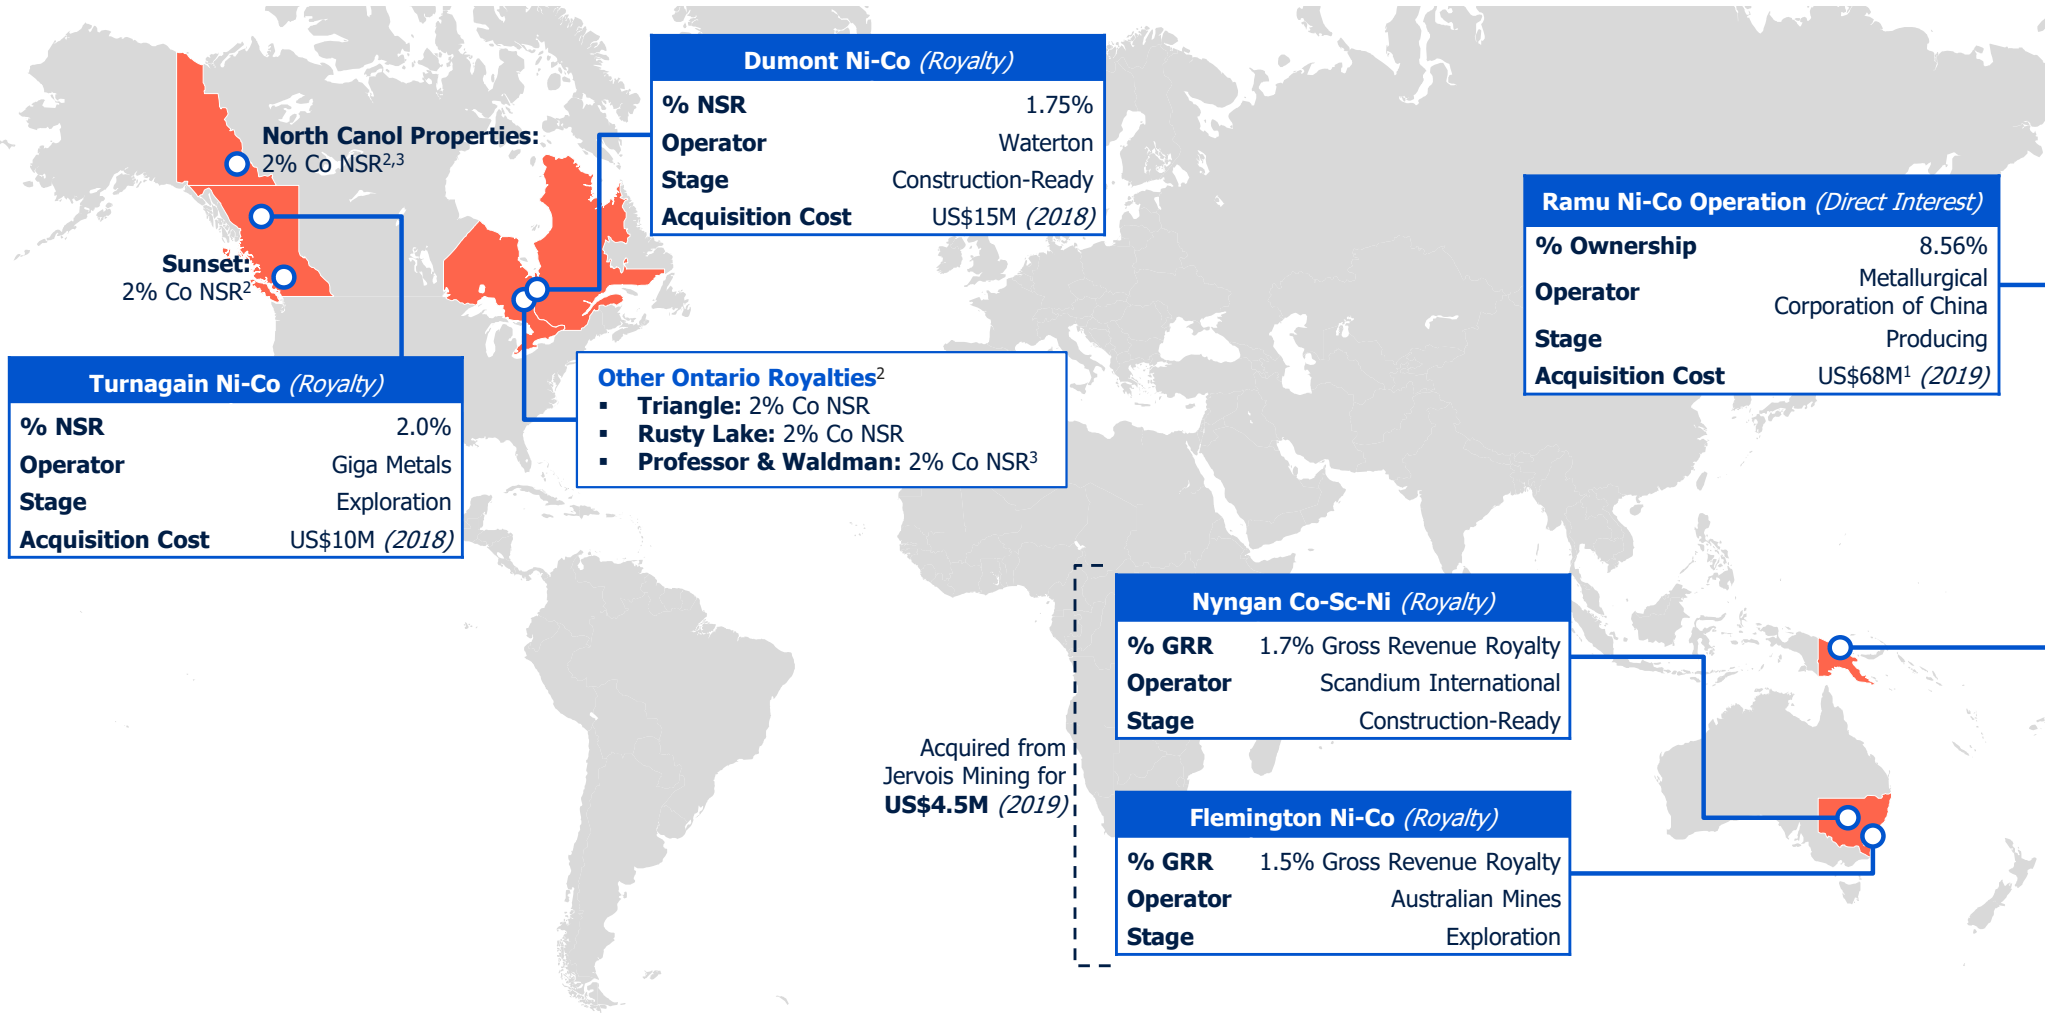 Dumont Ni-Co (Royalty)
% NSR 1.75%
Operator Waterton
Stage Construction-Ready
Acquisition Cost US$15M (2018)
North Canol Properties:
2% Co NSR2,3
Sunset:
2% Co NSR2
Ramu Ni-Co Operation (Direct Interest)
% Ownership 8.56%
Operator Metallurgical
Corporation of China
Stage Producing
Acquisition Cost US$68M1 (2019)
Turnagain Ni-Co (Royalty)
% NSR 2.0%
Operator Giga Metals
Stage Exploration
Acquisition Cost US$10M (2018)
Other Ontario Royalties2
▪ Triangle: 2% Co NSR
▪ Rusty Lake: 2% Co NSR
▪ Professor & Waldman: 2% Co NSR3
Nyngan Co-Sc-Ni (Royalty)
% GRR 1.7% Gross Revenue Royalty
Operator Scandium International
Stage Construction-Ready
Acquired from
Jervois Mining for
US$4.5M (2019)
Flemington Ni-Co (Royalty)
% GRR 1.5% Gross Revenue Royalty
Operator Australian Mines
Stage Exploration